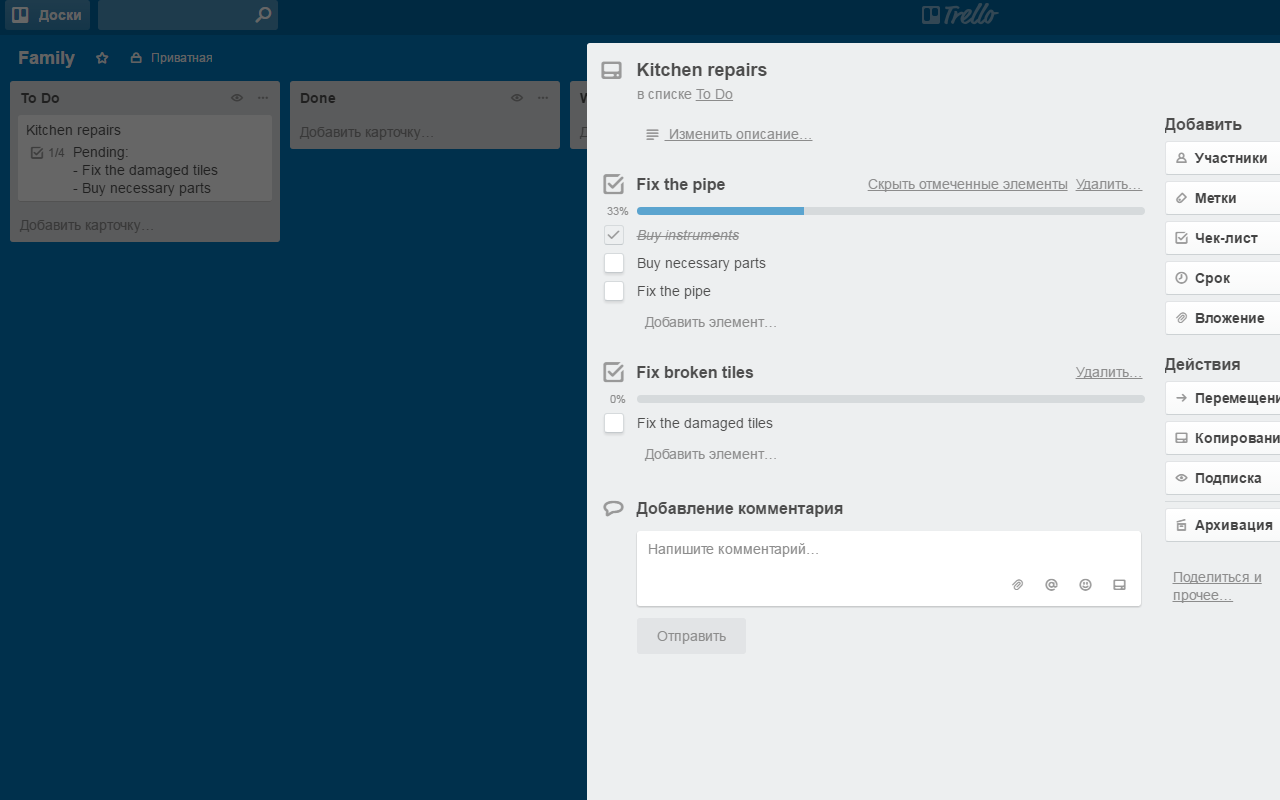 Доски
Trello
Family
Приватная
To Do
Kitchen repairs
1/4
Pending:
- Fix the damaged tiles
- Buy necessary parts
Добавить карточку…
Done
Добавить карточку…
Kitchen repairs
в списке To Do
Изменить описание…
Fix the pipe
Скрыть отмеченные элементы
Удалить…
33%
Buy instruments
Buy necessary parts
Fix the pipe
Добавить элемент…
Fix broken tiles
Удалить…
0%
Fix the damaged tiles
Добавить элемент…
Добавление комментария
Напишите комментарий…
Отправить
Добавить
Участники
Метки
Чек-лист
Срок
Вложение
Действия
Перемещени
Копировани
Подписка
Архивация
Поделиться и
прочее…